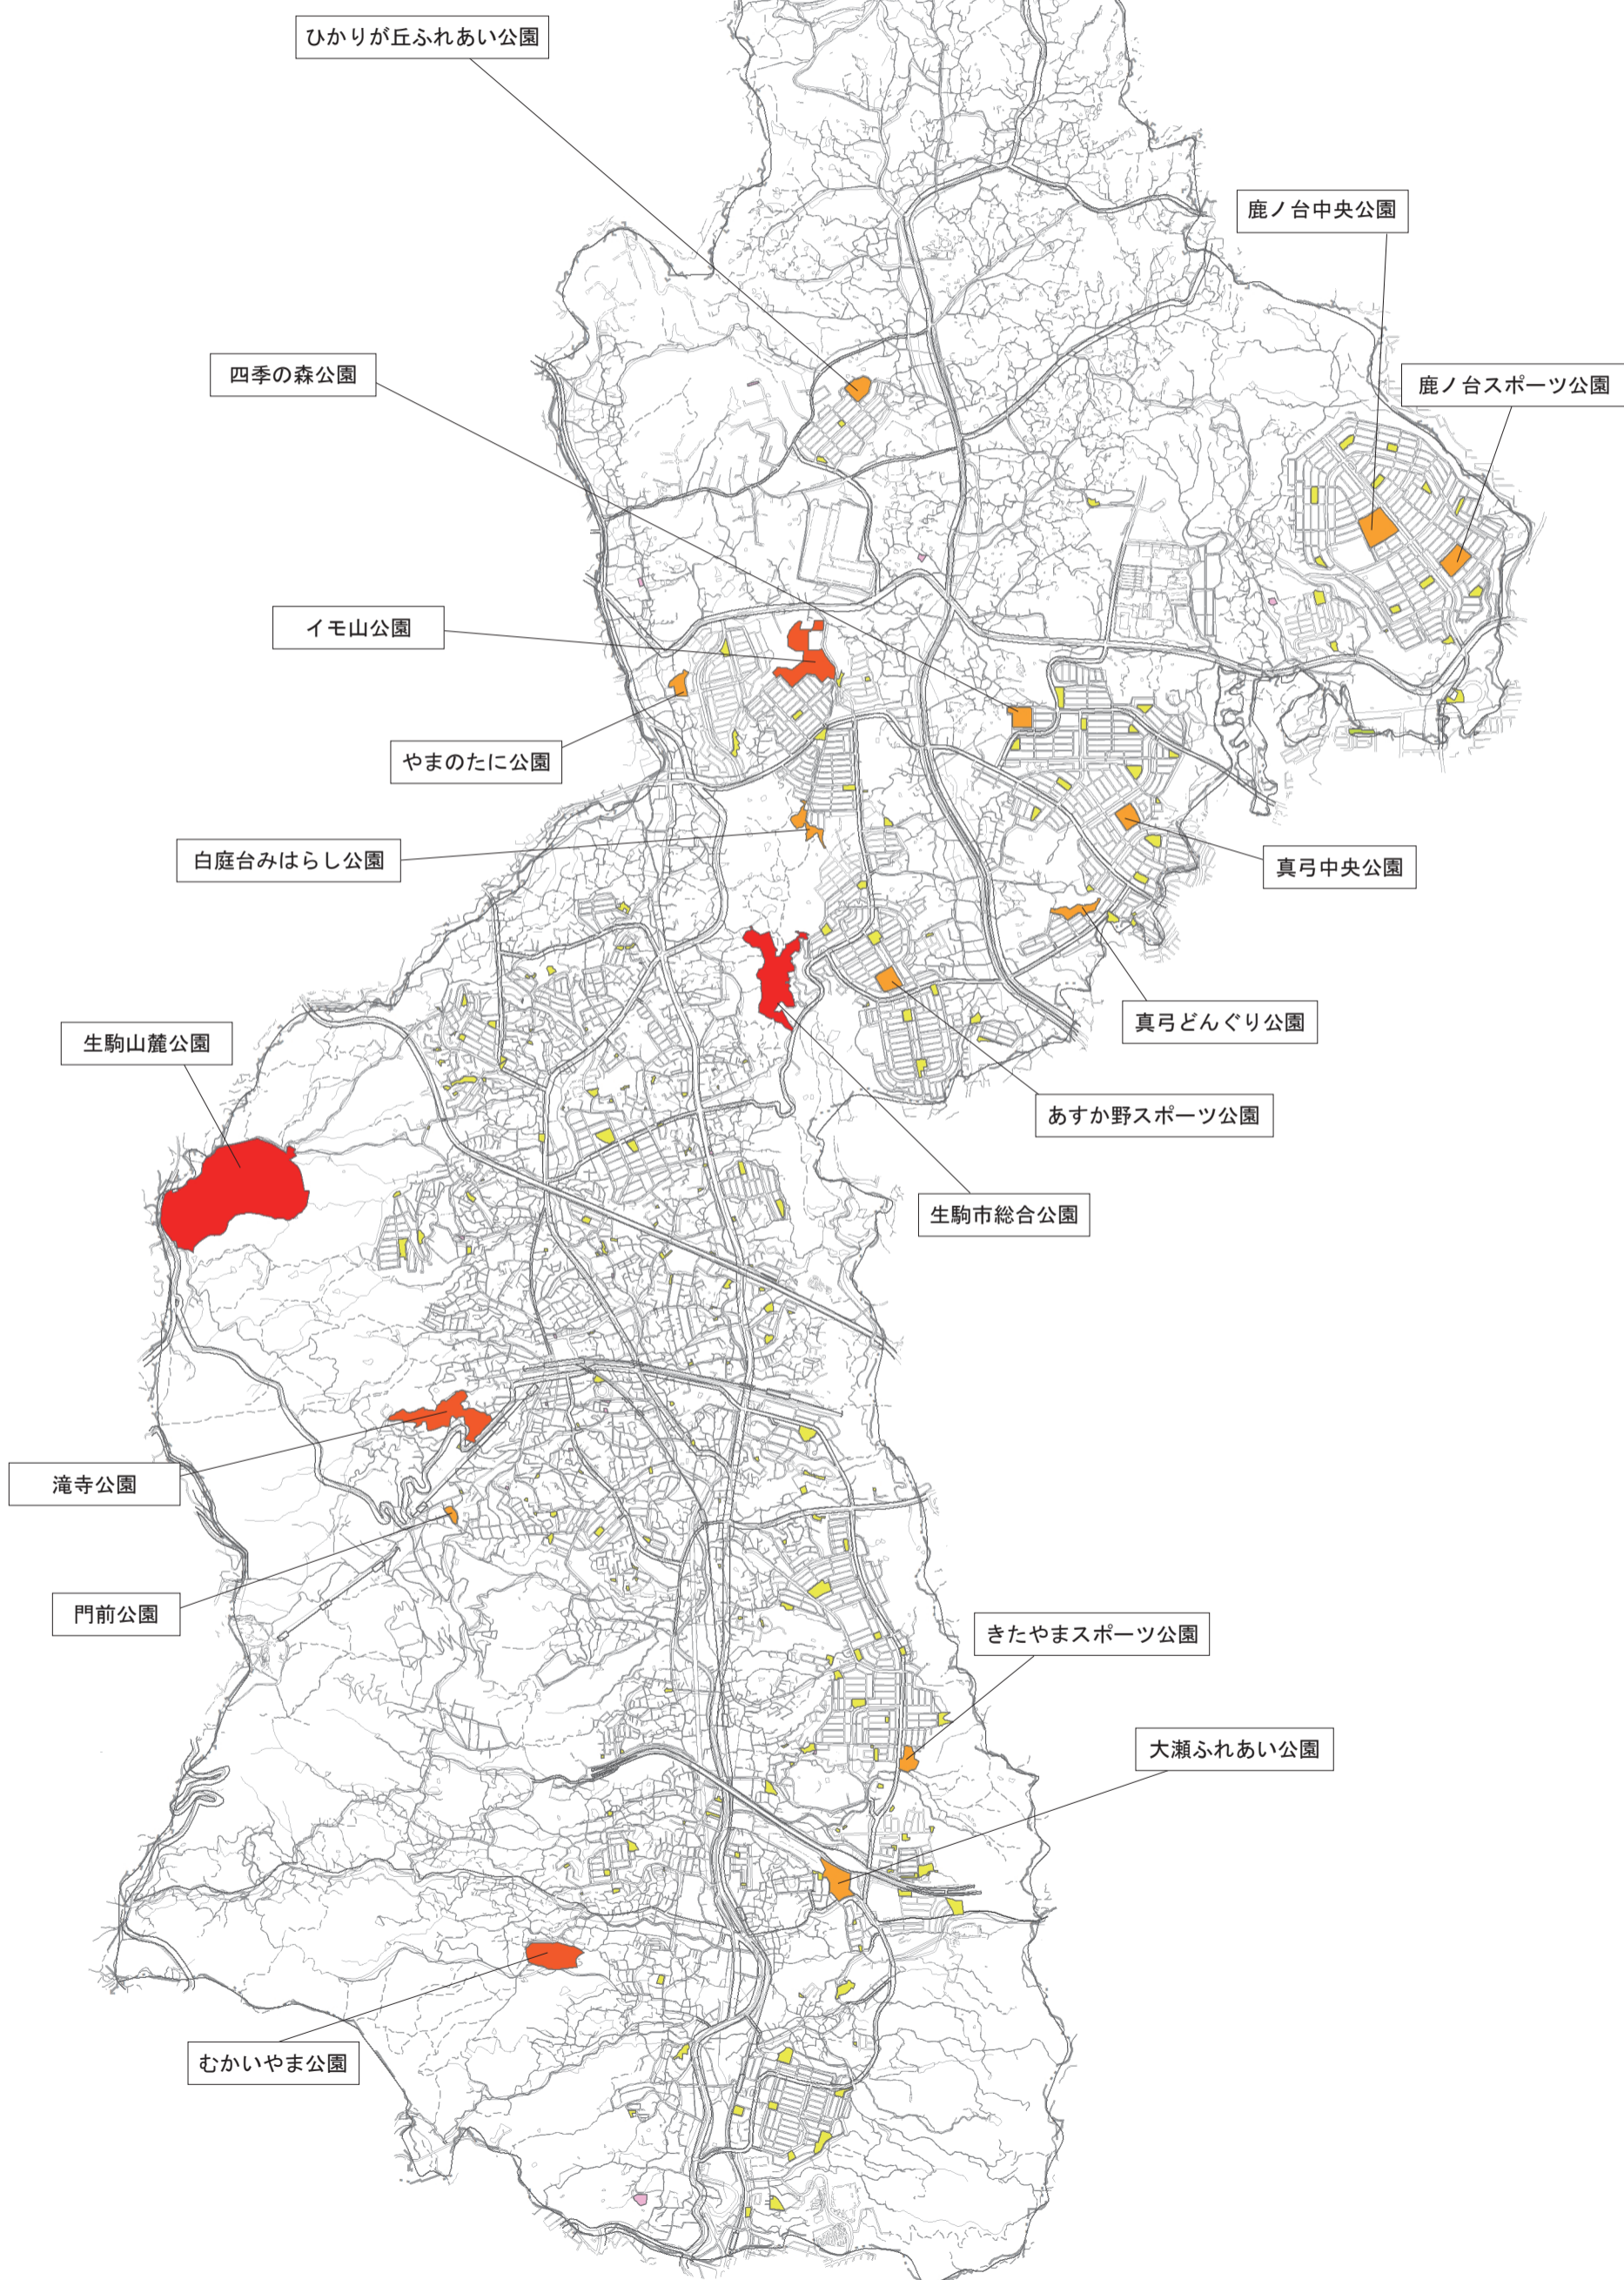 ひかりが丘ふれあい公園
鹿ノ台中央公園
四季の森公園
鹿ノ台スポーツ公園
イモ山公園
やまのたに公園
白庭台みはらし公園
真弓中央公園
真弓どんぐり公園
生駒山麓公園
あすか野スポーツ公園
生駒市総合公園
滝寺公園
門前公園
きたやまスポーツ公園
大瀬ふれあい公園
むかいやま公園